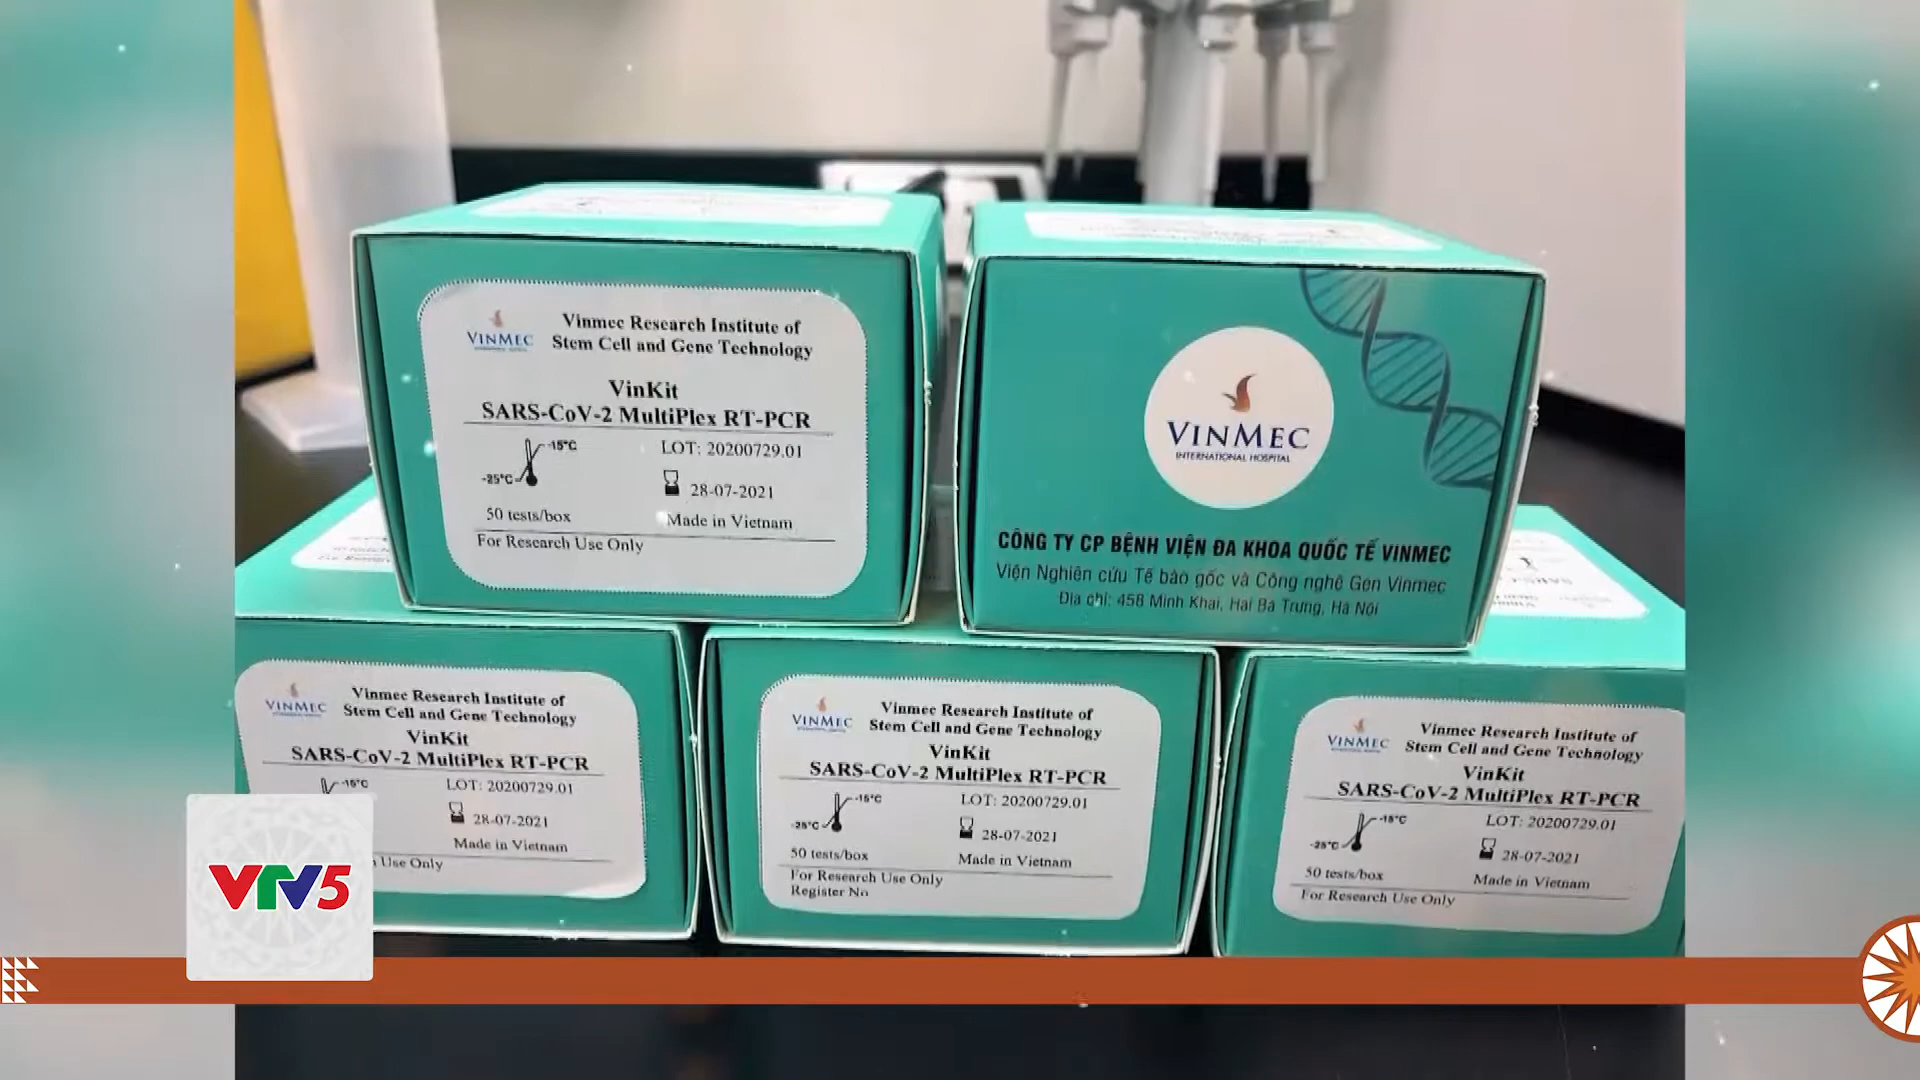 VINMEC
Vinmec Research Institute of
Stem Cell and Gene Technology
VinKit
SARS-CoV-2 MultiPlex RT-PCR
-15°C
-25°C
LOT: 20200729.01
28-07-2021
50 tests/box
Made in Vietnam
For Research Use Only
VINMEC
INTERNATIONAL HOSPITAL
CÔNG TY CP BỆNH VIỆN ĐA KHOA QUỐC TẾ VINMEC
Viện Nghiên cứu Tế bào gốc và Công nghệ Gen Vinmec
Địa chỉ: 458 Minh Khai, Hai Bà Trưng, Hà Nội
VINMEC
Vinmec Research Institute of
Stem Cell and Gene Technology
VinKit
SARS-CoV-2 MultiPlex RT-PCR
-15°C
LOT: 20200729.01
28-07-2021
Made in Vietnam
Use Only
VINMEC
Vinmec Research Institute of
Stem Cell and Gene Technology
VinKit
SARS-CoV-2 MultiPlex RT-PCR
-15°C
-25°C
LOT: 20200729.01
28-07-2021
50 tests/box
Made in Vietnam
For Research Use Only
Register No
VINMEC
Vinmec Research Institute of
Stem Cell and Gene Technology
VinKit
SARS-CoV-2 MultiPlex RT-PCR
-15°C
-25°C
LOT: 20200729.01
28-07-2021
50 tests/box
Made in Vietnam
For Research Use Only
VTV5